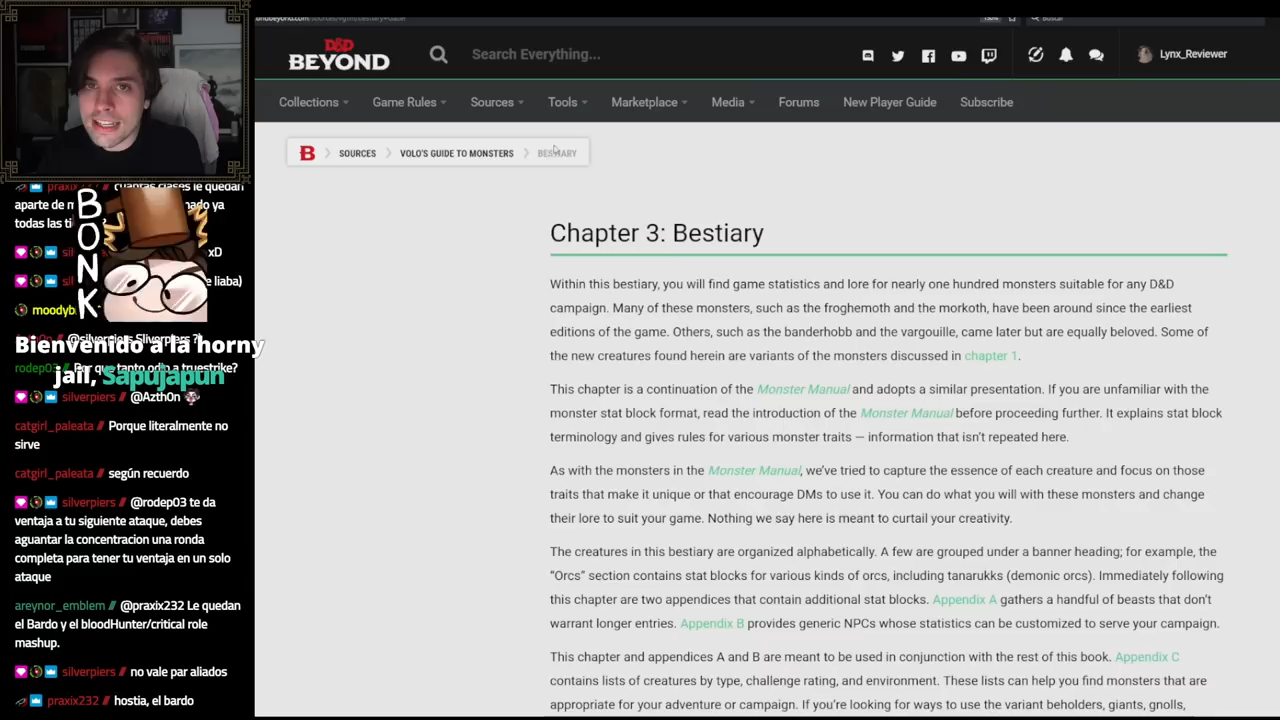 D&D
BEYOND
Search Everything...
Lynx_Reviewer
Collections
Game Rules
Sources
Tools
Marketplace
Media
Forums
New Player Guide
Subscribe
B
SOURCES
VOLO'S GUIDE TO MONSTERS
BESTIARY
Chapter 3: Bestiary
Within this bestiary, you will find game statistics and lore for nearly one hundred monsters suitable for any D&D
campaign. Many of these monsters, such as the froghemoth and the morkoth, have been around since the earliest
editions of the game. Others, such as the banderhobb and the vargouille, came later but are equally beloved. Some of
the new creatures found herein are variants of the monsters discussed in chapter 1.
This chapter is a continuation of the Monster Manual and adopts a similar presentation. If you are unfamiliar with the
monster stat block format, read the introduction of the Monster Manual before proceeding further. It explains stat block
terminology and gives rules for various monster traits — information that isn't repeated here.
As with the monsters in the Monster Manual, we've tried to capture the essence of each creature and focus on those
traits that make it unique or that encourage DMs to use it. You can do what you will with these monsters and change
their lore to suit your game. Nothing we say here is meant to curtail your creativity.
The creatures in this bestiary are organized alphabetically. A few are grouped under a banner heading; for example, the
“Orcs” section contains stat blocks for various kinds of orcs, including tanarukks (demonic orcs). Immediately following
this chapter are two appendices that contain additional stat blocks. Appendix A gathers a handful of beasts that don't
warrant longer entries. Appendix B provides generic NPCs whose statistics can be customized to serve your campaign.
This chapter and appendices A and B are meant to be used in conjunction with the rest of this book. Appendix C
contains lists of creatures by type, challenge rating, and environment. These lists can help you find monsters that are
appropriate for your adventure or campaign. If you're looking for ways to use the variant beholders, giants, gnolls,
cuantas clases le quedan
aparte de
todas las
BONK
xD
liaba)
@silverpiers Sliverpiers ?
Bienvenido a la horny
jail, Sapujapun
rodep03 // Por que tanto odio a truestrike?
silverpiers // @Azth0n
catgirl_paleata // Porque literalmente no
sirve
catgirl_paleata // según recuerdo
silverpiers // @rodep03 te da
ventaja a tu siguiente ataque, debes
aguantar la concentracion una ronda
completa para tener tu ventaja en un solo
ataque
areynor_emblem // @praxix232 Le quedan
el Bardo y el bloodHunter/critical role
mashup.
silverpiers // no vale par aliados
praxix232 // hostia, el bardo